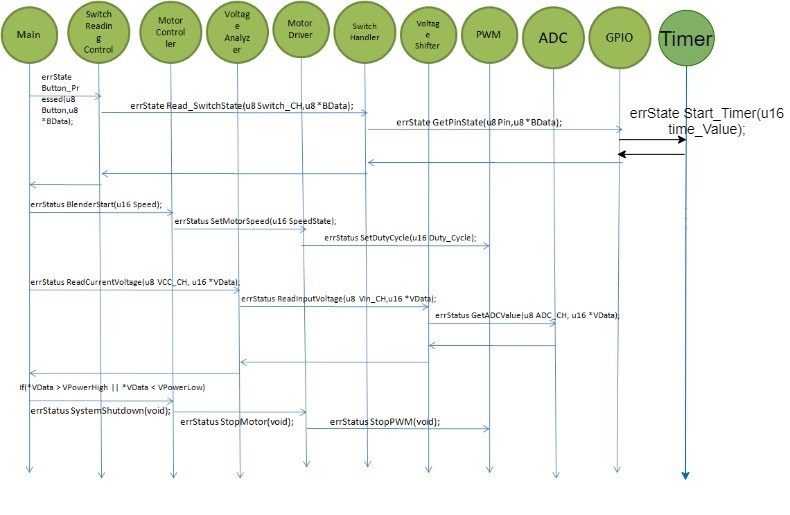 Main
Switch
Readin
g
Control
Motor
Control
ler
Voltag
e
Analyz
er
Motor
Driver
Switch
Handler
Voltag
e
Shifter
PWM
ADC
GPIO
Timer
errState
Button_Pr
essed(u8
Button,u8
*BData);
errState Read_SwitchState(u8 Switch_CH,u8 *BData);
errState GetPinState(u8 Pin,u8 *BData);
errState Start_Timer(u16
time_Value);
errStatus BlenderStart(u16 Speed);
errStatus SetMotorSpeed(u16 SpeedState);
errStatus SetDutyCycle(u16 Duty_Cycle);
errStatus ReadCurrentVoltage(u8 VCC_CH, u16 *VData);
errStatus ReadInputVoltage(u8 Vin_CH,u16 *VData);
errStatus GetADCValue(u8 ADC_CH, u16 *VData);
If(*VData > VPowerHigh || *VData < VPowerLow)
errStatus SystemShutdown(void);
errStatus StopMotor(void);
errStatus StopPWM(void);